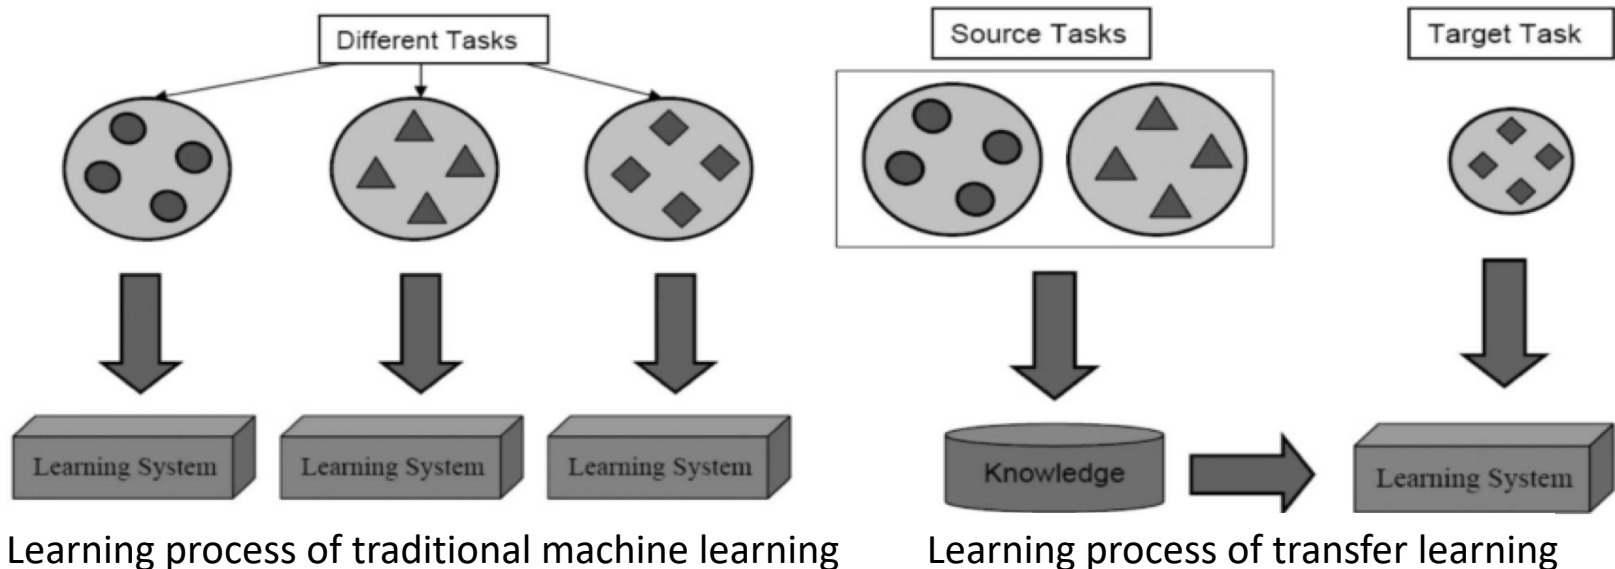 Different Tasks
Learning System
Learning System
Learning System
Learning process of traditional machine learning
Source Tasks
Target Task
Knowledge
Learning System
Learning process of transfer learning